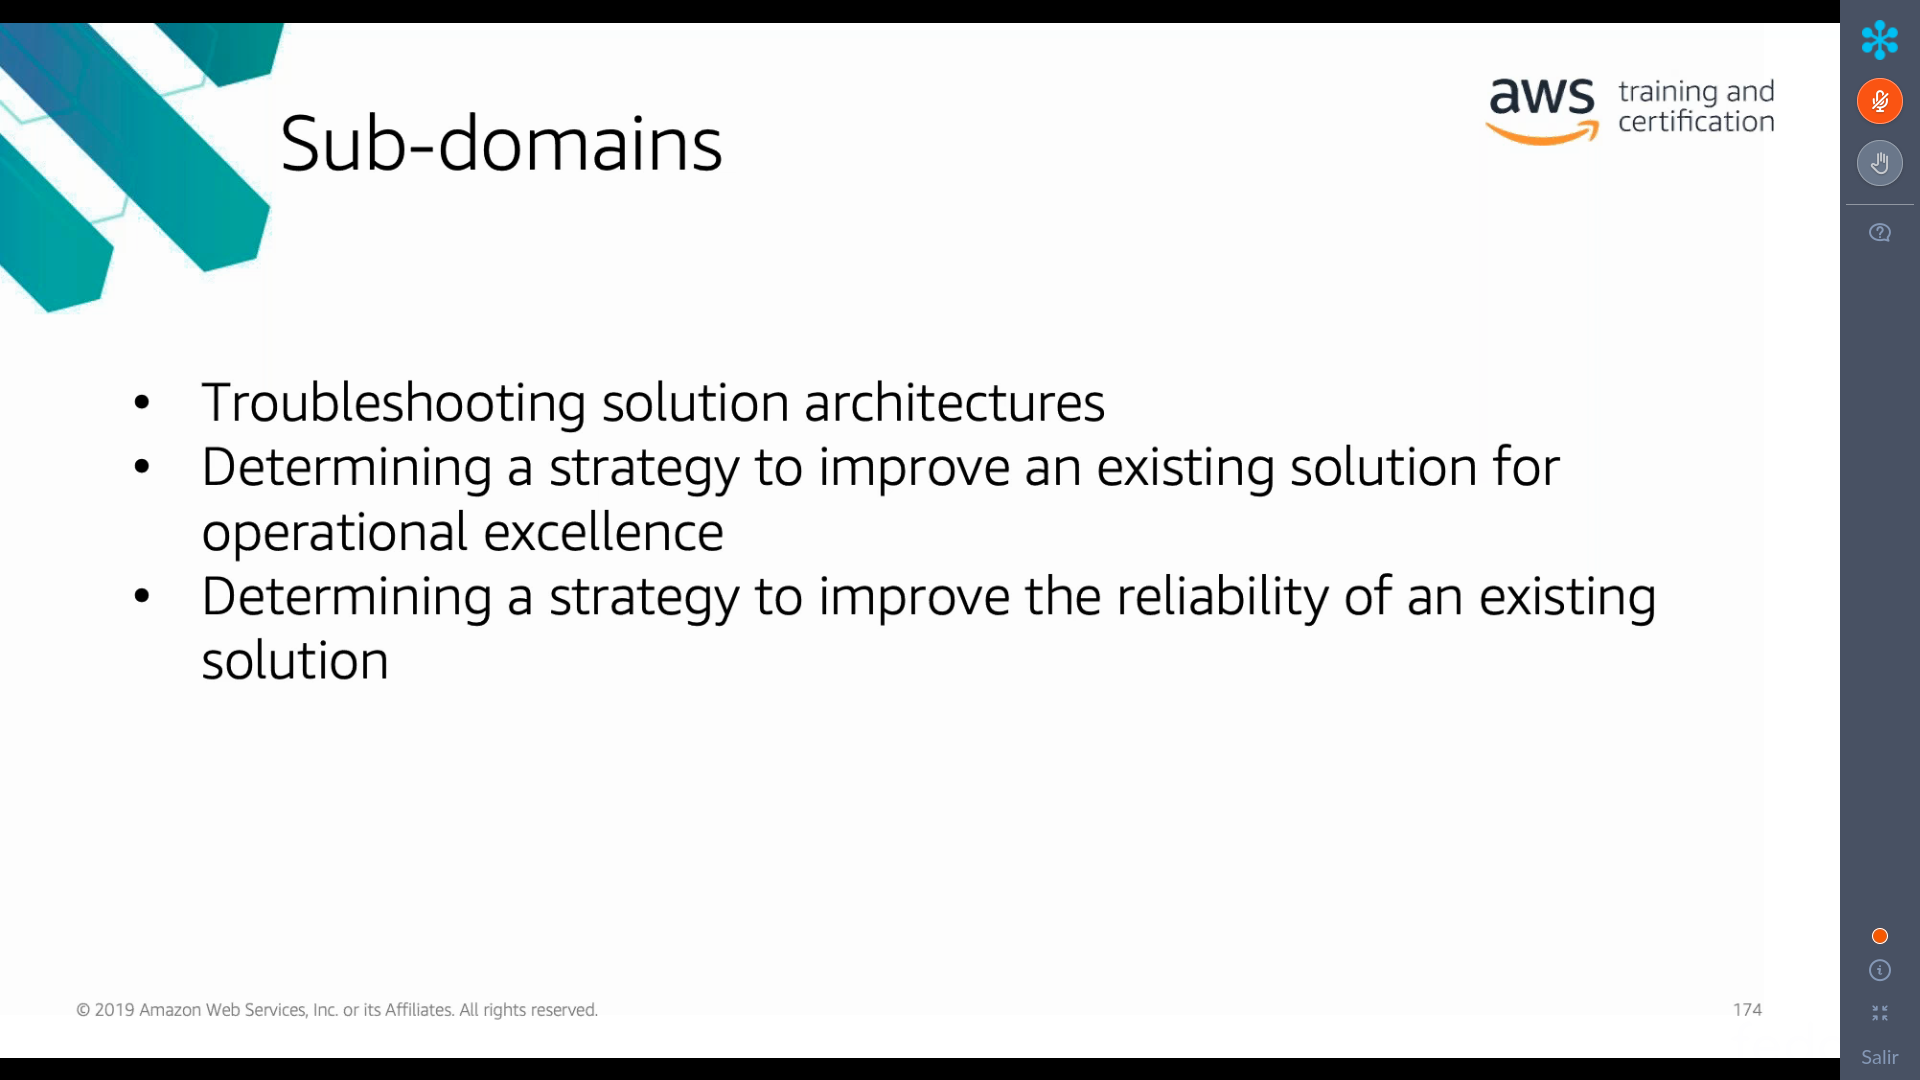 Sub-domains
aws training and
certification
• Troubleshooting solution architectures
• Determining a strategy to improve an existing solution for
operational excellence
• Determining a strategy to improve the reliability of an existing
solution
© 2019 Amazon Web Services, Inc. or its Affiliates. All rights reserved.
174
Salir